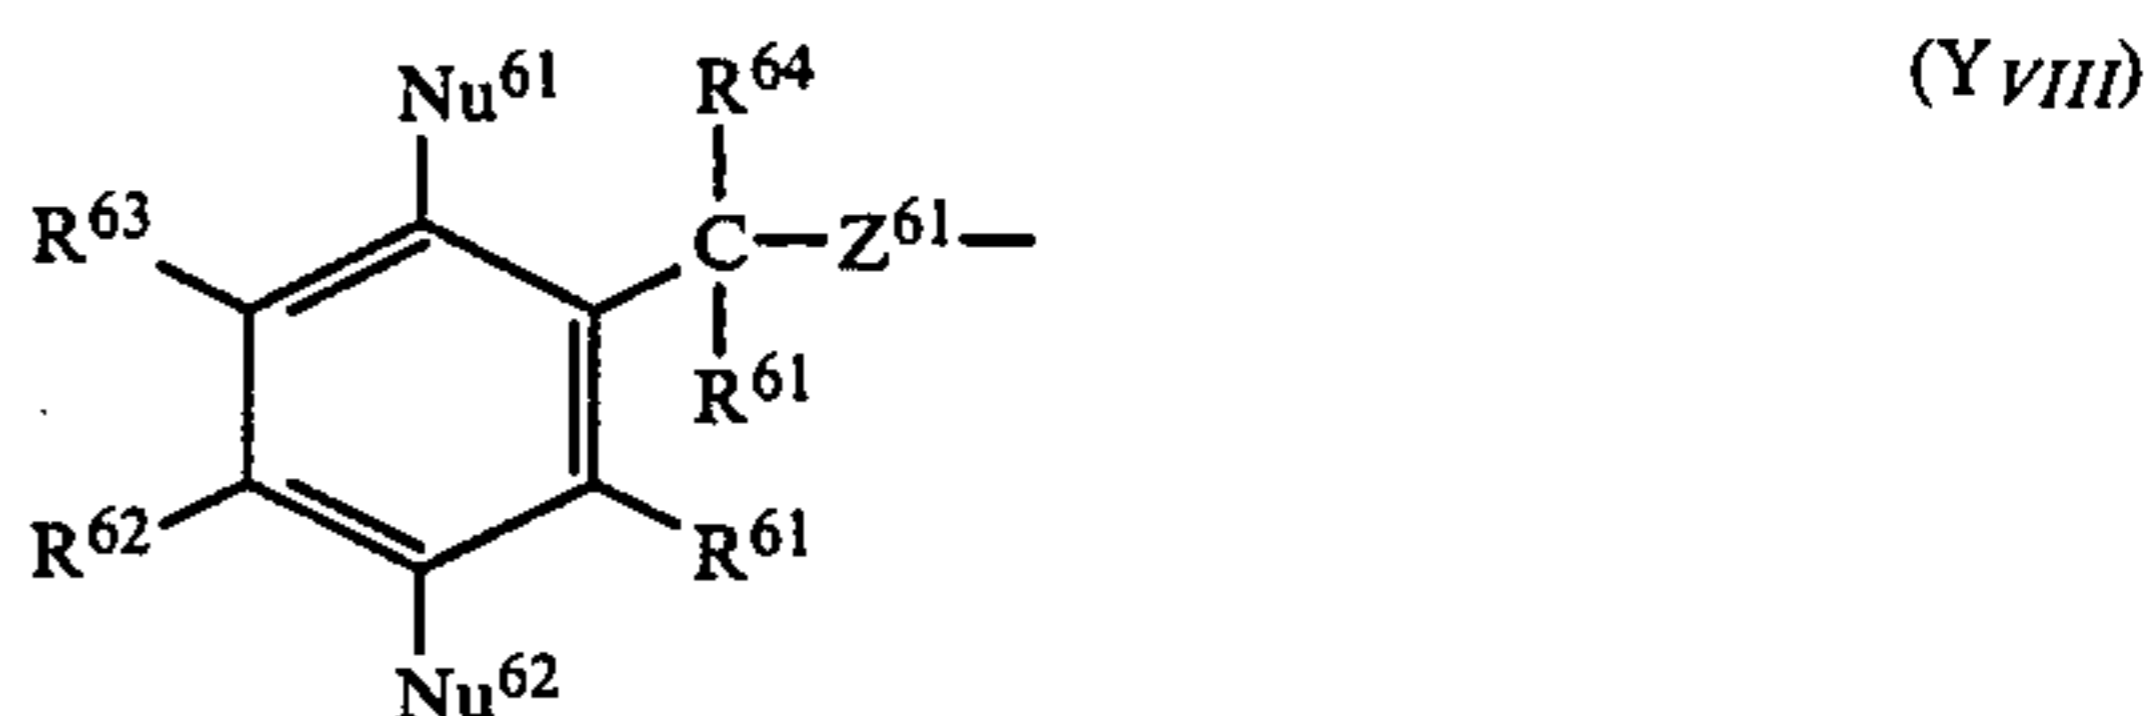 Nu61 R64 (YVIII)
R63 C—Z61—
R61
R62 R61
Nu62